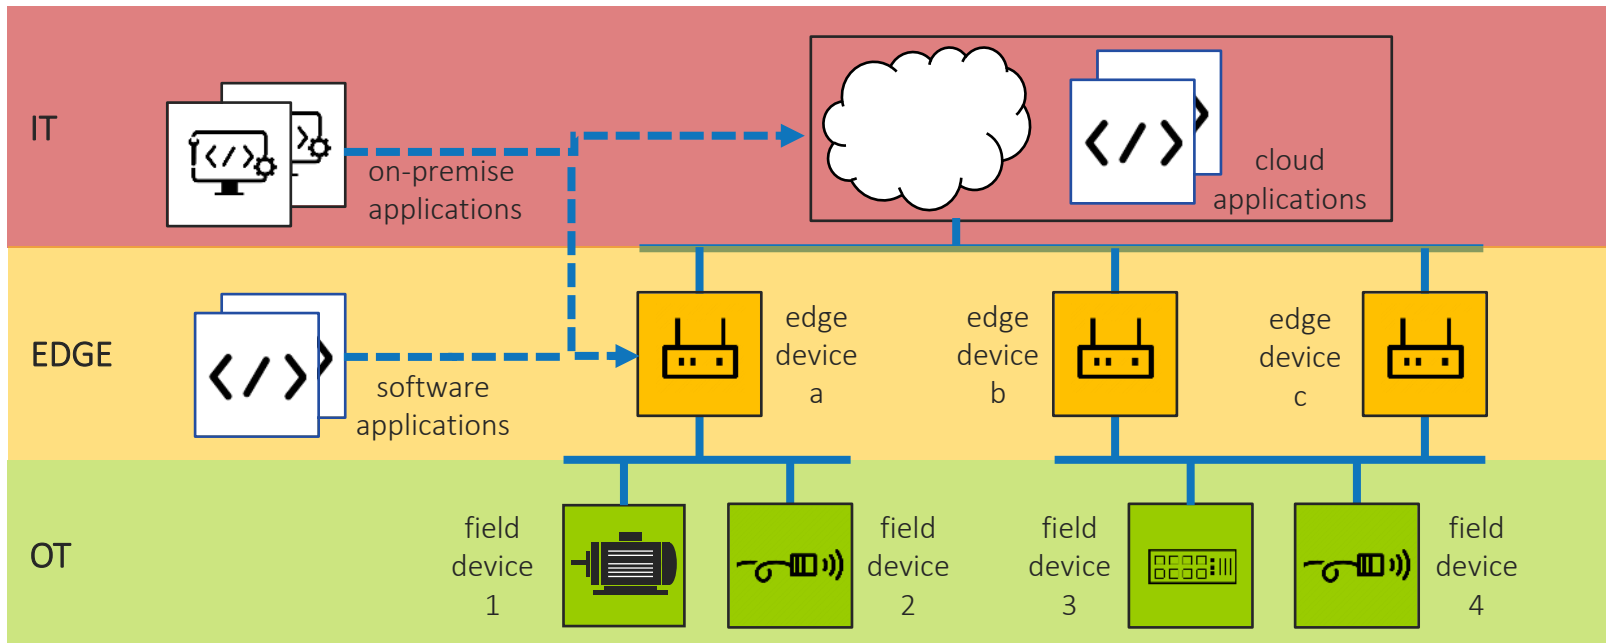 IT
on-premise
applications
cloud
applications
EDGE
software
applications
edge
device
a
edge
device
b
edge
device
c
OT
field
device
1
field
device
2
field
device
3
field
device
4